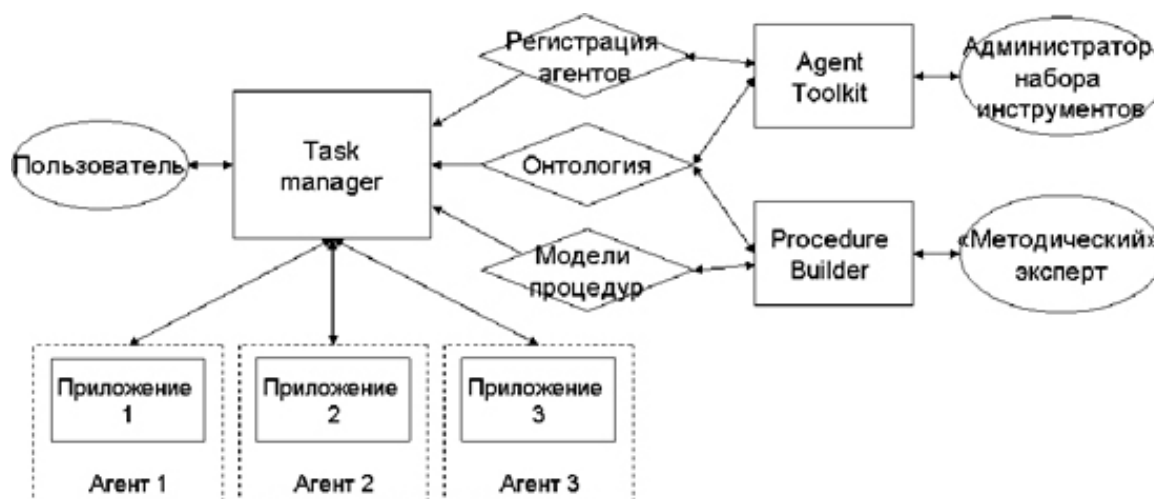 Регистрация
агентов
Agent
Toolkit
Администратор
набора
инструментов
Пользователь
Task
manager
Онтология
Модели
процедур
Procedure
Builder
«Методический»
эксперт
Приложение
1
Приложение
2
Приложение
3
Агент 1
Агент 2
Агент 3